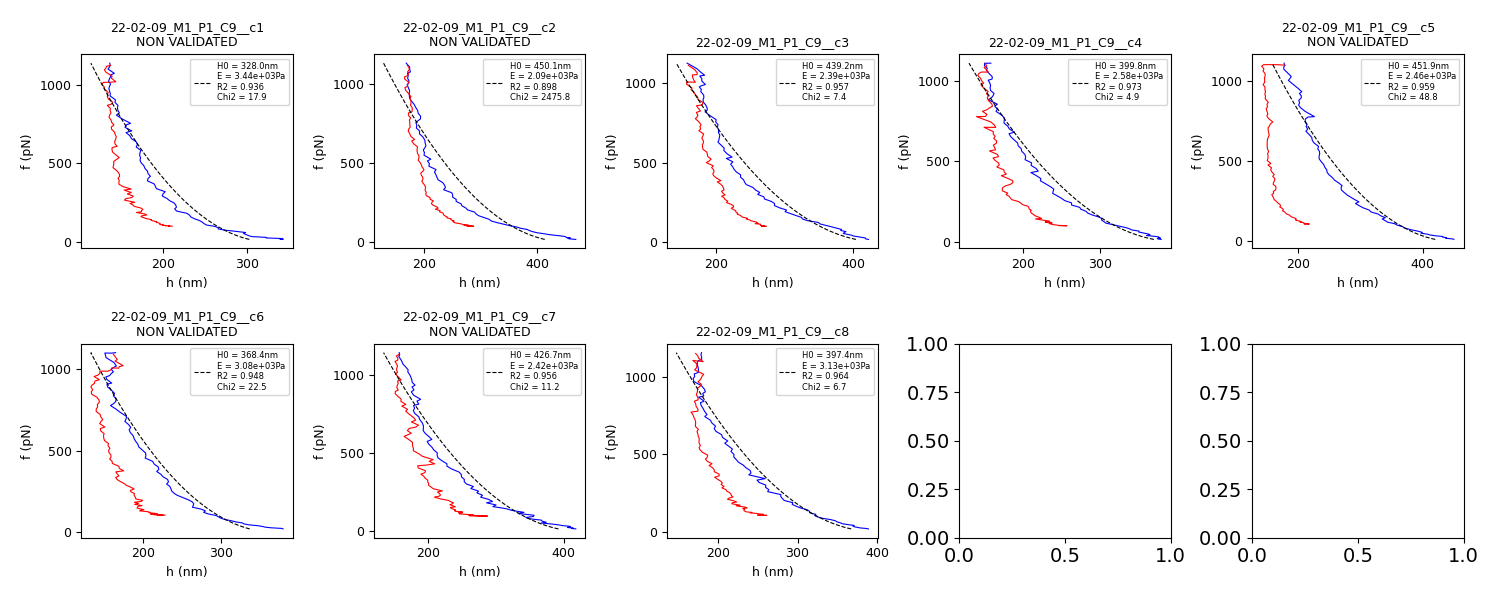 22-02-09_M1_P1_C9__c1
NON VALIDATED
H0 = 328.0nm
E = 3.44e+03Pa
R2 = 0.936
Chi2 = 17.9
f (pN)
1000
500
0
200
300
h (nm)
22-02-09_M1_P1_C9__c2
NON VALIDATED
H0 = 450.1nm
E = 2.09e+03Pa
R2 = 0.898
Chi2 = 2475.8
f (pN)
1000
500
0
200
400
h (nm)
22-02-09_M1_P1_C9__c3
H0 = 439.2nm
E = 2.39e+03Pa
R2 = 0.957
Chi2 = 7.4
f (pN)
1000
500
0
200
400
h (nm)
22-02-09_M1_P1_C9__c4
H0 = 399.8nm
E = 2.58e+03Pa
R2 = 0.973
Chi2 = 4.9
f (pN)
1000
500
0
200
300
h (nm)
22-02-09_M1_P1_C9__c5
NON VALIDATED
H0 = 451.9nm
E = 2.46e+03Pa
R2 = 0.959
Chi2 = 48.8
f (pN)
1000
500
0
200
400
h (nm)
22-02-09_M1_P1_C9__c6
NON VALIDATED
H0 = 368.4nm
E = 3.08e+03Pa
R2 = 0.948
Chi2 = 22.5
f (pN)
1000
500
0
200
300
h (nm)
22-02-09_M1_P1_C9__c7
NON VALIDATED
H0 = 426.7nm
E = 2.42e+03Pa
R2 = 0.956
Chi2 = 11.2
f (pN)
1000
500
0
200
400
h (nm)
22-02-09_M1_P1_C9__c8
H0 = 397.4nm
E = 3.13e+03Pa
R2 = 0.964
Chi2 = 6.7
f (pN)
1000
500
0
200
300
400
h (nm)
1.00
0.75
0.50
0.25
0.00
0.0
0.5
1.0
1.00
0.75
0.50
0.25
0.00
0.0
0.5
1.0